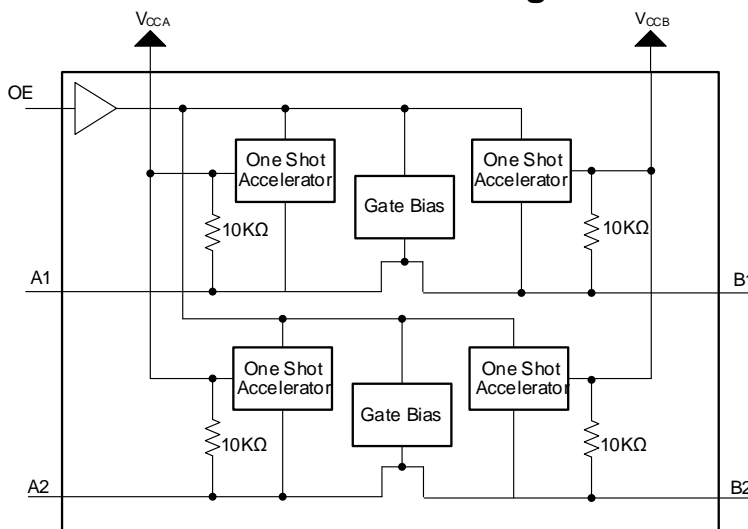 VCCA
VCCB
OE
One Shot
Accelerator
One Shot
Accelerator
Gate Bias
10KΩ
10KΩ
A1
B1
One Shot
Accelerator
One Shot
Accelerator
Gate Bias
10KΩ
10KΩ
A2
B2